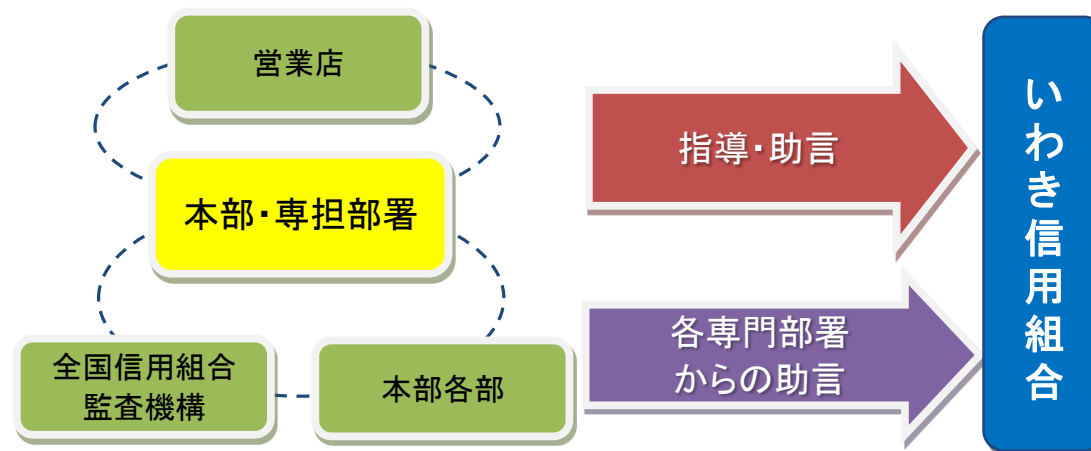 営業店
本部・専担部署
全国信用組合
監査機構
本部各部
指導・助言
各専門部署
からの助言
いわき信用組合